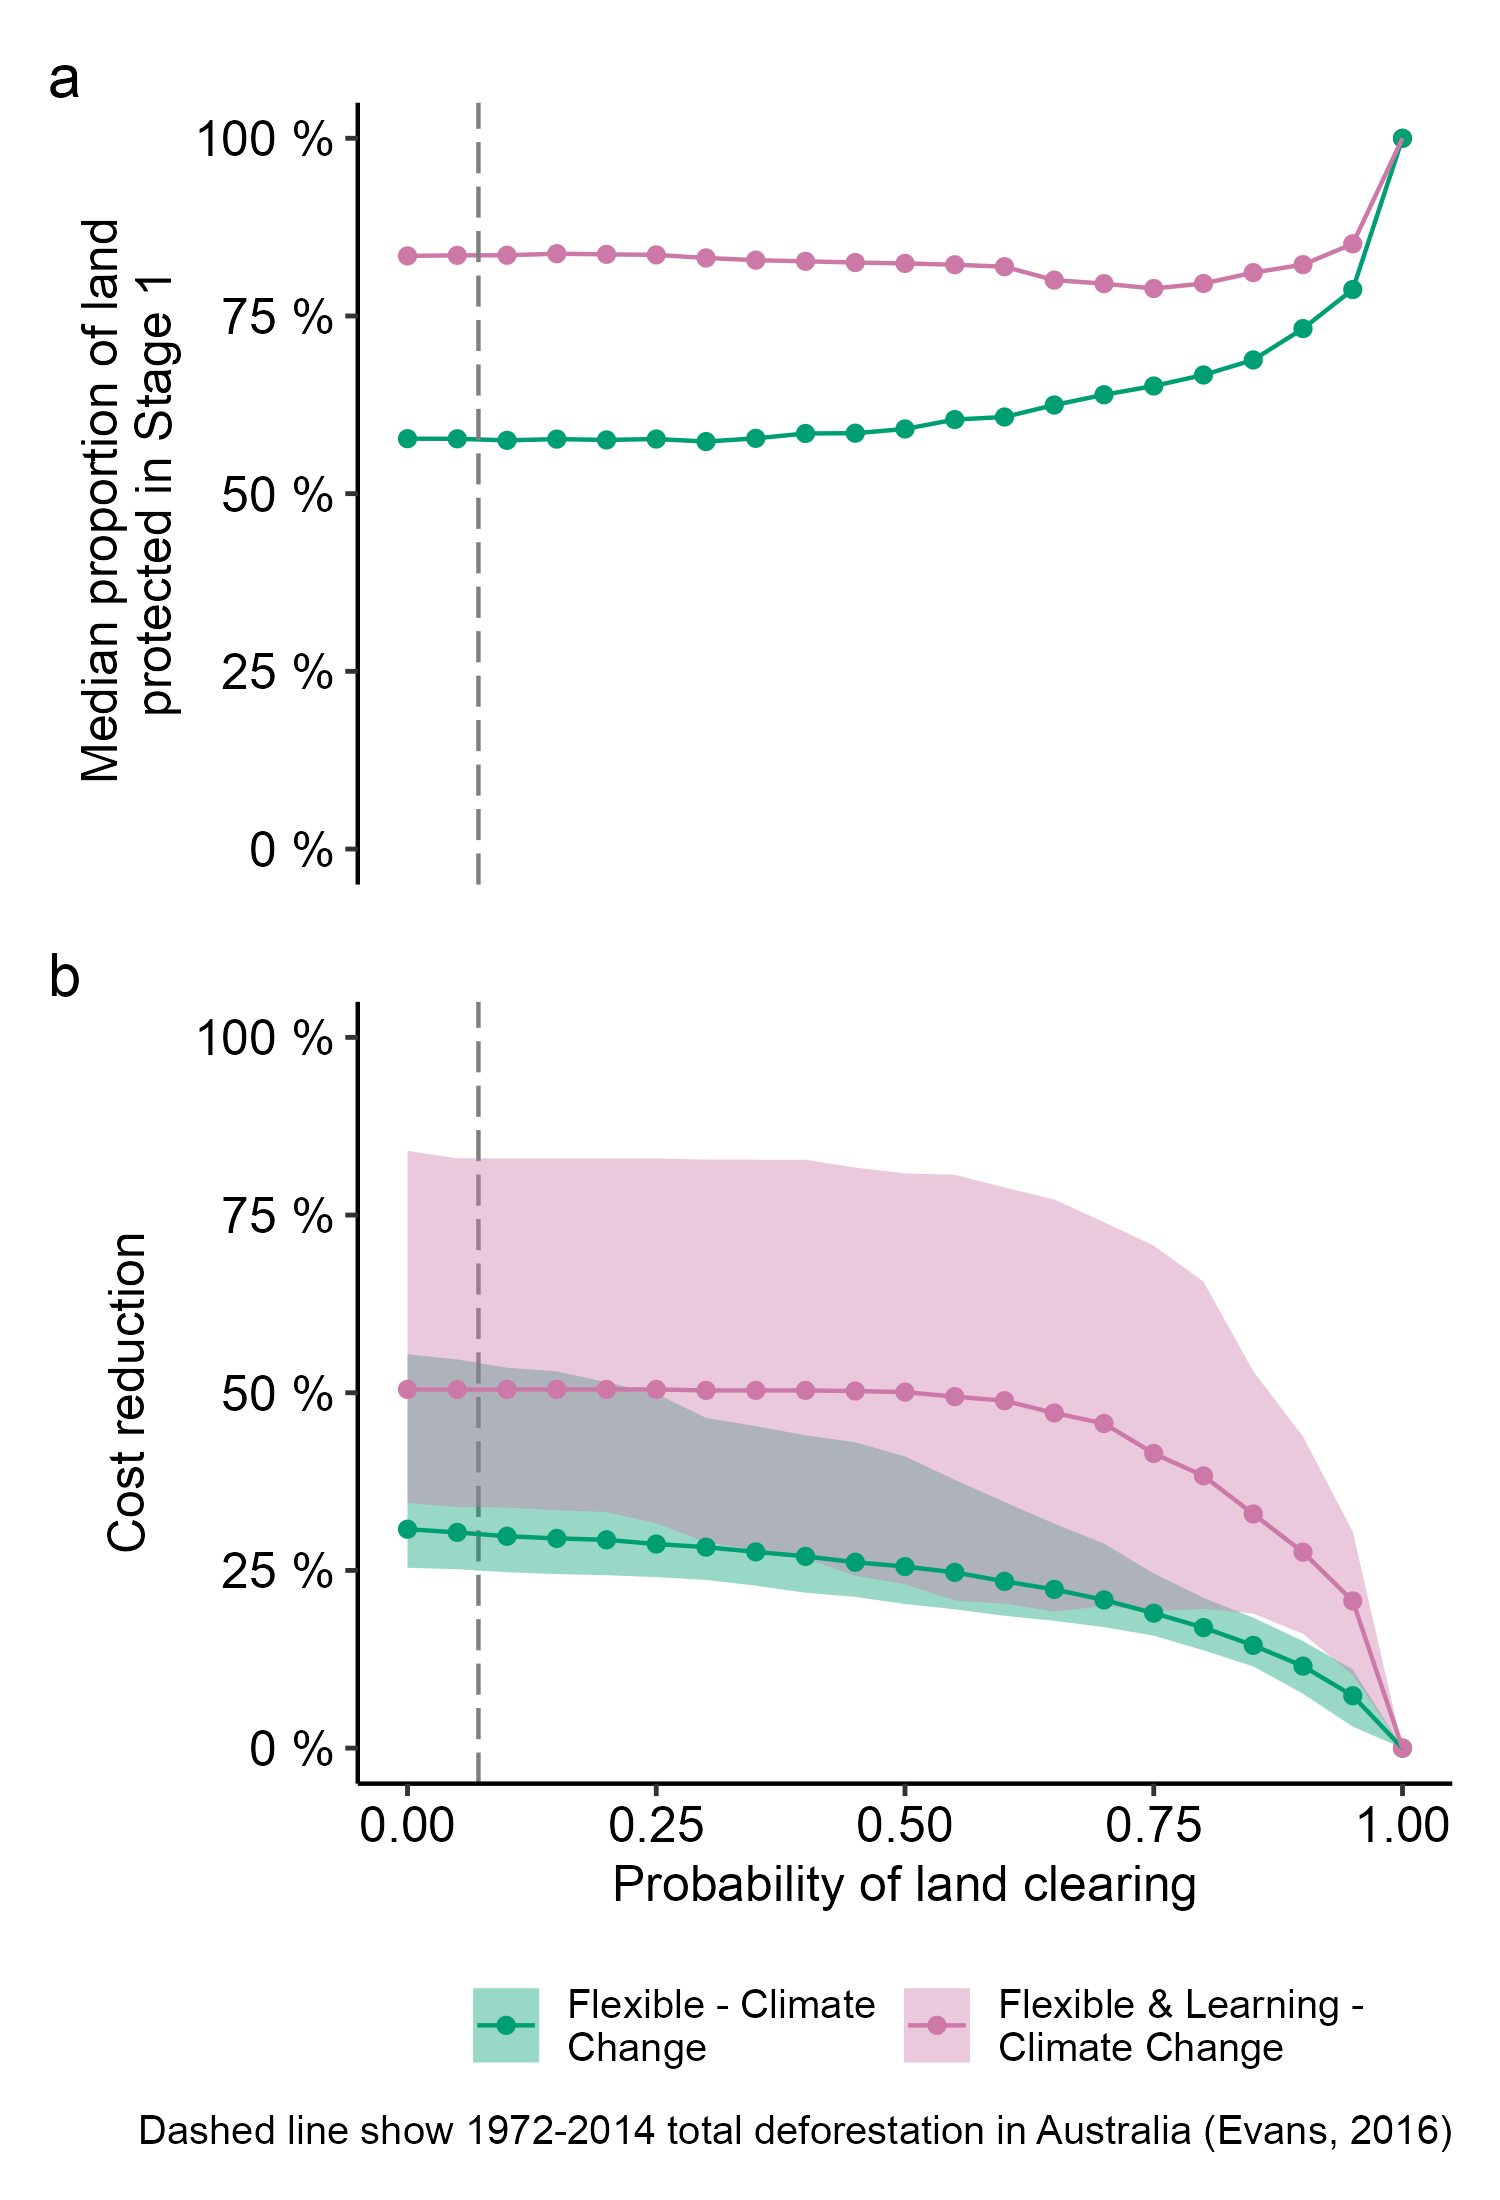 a
100 %
75 %
50 %
25 %
0 %
Median proportion of land
protected in Stage 1
b
100 %
75 %
50 %
25 %
0 %
Cost reduction
0.00 0.25 0.50 0.75 1.00
Probability of land clearing
Flexible - Climate
Change
Flexible & Learning -
Climate Change
Dashed line show 1972-2014 total deforestation in Australia (Evans, 2016)